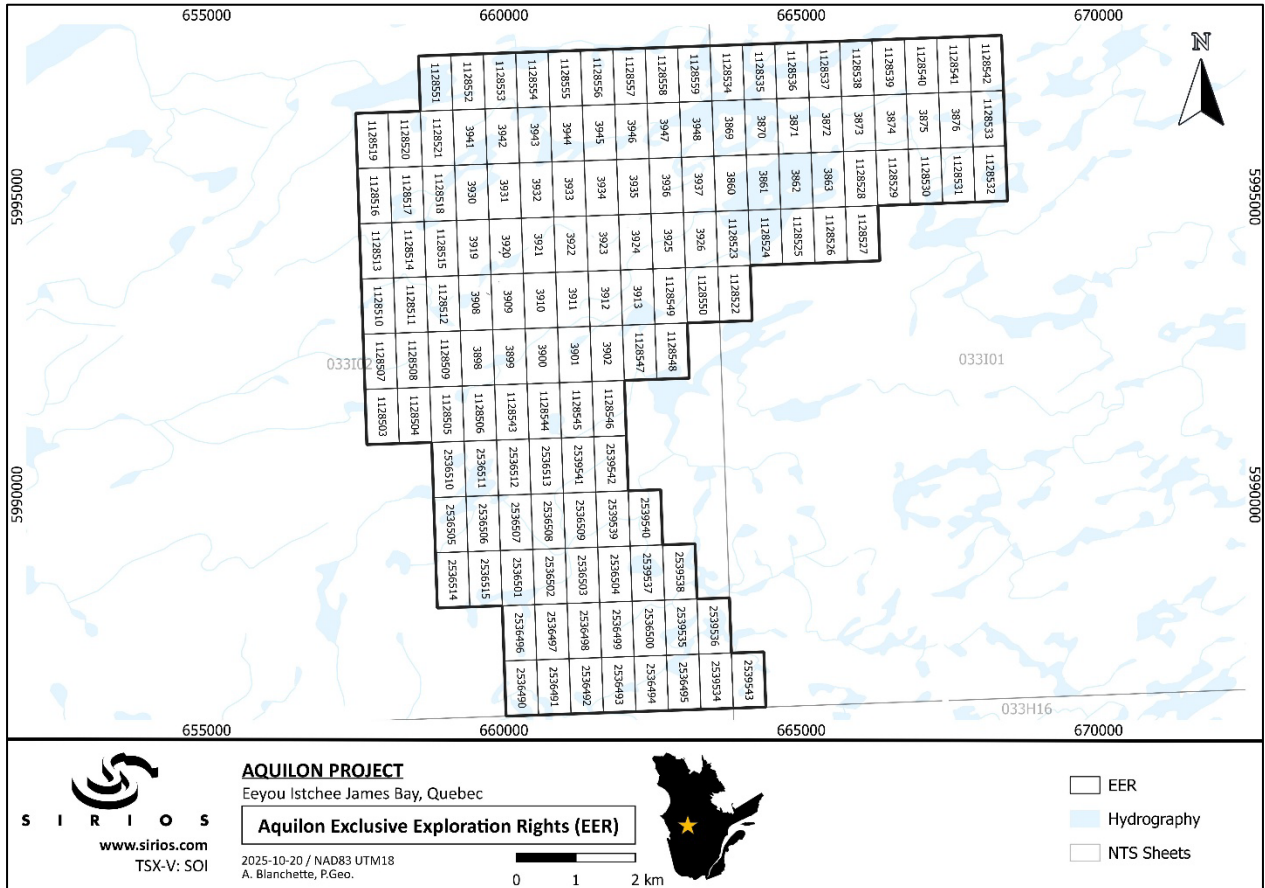 655000 660000 665000 670000
N
1128551 1128552 1128553 1128554 1128555 1128556 1128557 1128558 1128559 1128534 1128535 1128536 1128537 1128538 1128539 1128540 1128541 1128542
1128519 1128520 1128521 3941 3942 3943 3944 3945 3946 3947 3948 3869 3870 3871 3872 3873 3874 3875 3876 1128533
5995000 1128516 1128517 1128518 3930 3931 3932 3933 3934 3935 3936 3937 3860 3861 3862 3863 1128528 1128529 1128530 1128531 1128532 5995000
1128513 1128514 1128515 3919 3920 3921 3922 3923 3924 3925 3926 1128523 1128524 1128525 1128526 1128527
1128510 1128511 1128512 3908 3909 3910 3911 3912 3913 1128549 1128550 1128522
033I02 1128507 1128508 1128509 3898 3899 3900 3901 3902 1128547 1128548 033I01
1128503 1128504 1128505 1128506 1128543 1128544 1128545 1128546
5990000 2536510 2536511 2536512 2536513 2539541 2539542 5990000
2536505 2536506 2536507 2536508 2536509 2539539 2539540
2536514 2536515 2536501 2536502 2536503 2536504 2539537 2539538
2536496 2536497 2536498 2536499 2536500 2539535 2539536
2536490 2536491 2536492 2536493 2536494 2536495 2539534 2539543
033H16
655000 660000 665000 670000
SIRIOS
www.sirios.com
TSX-V: SOI
AQUILON PROJECT
Eeyou Istchee James Bay, Quebec
Aquilon Exclusive Exploration Rights (EER)
2025-10-20 / NAD83 UTM18
A. Blanchette, P.Geo.
0 1 2 km
EER
Hydrography
NTS Sheets